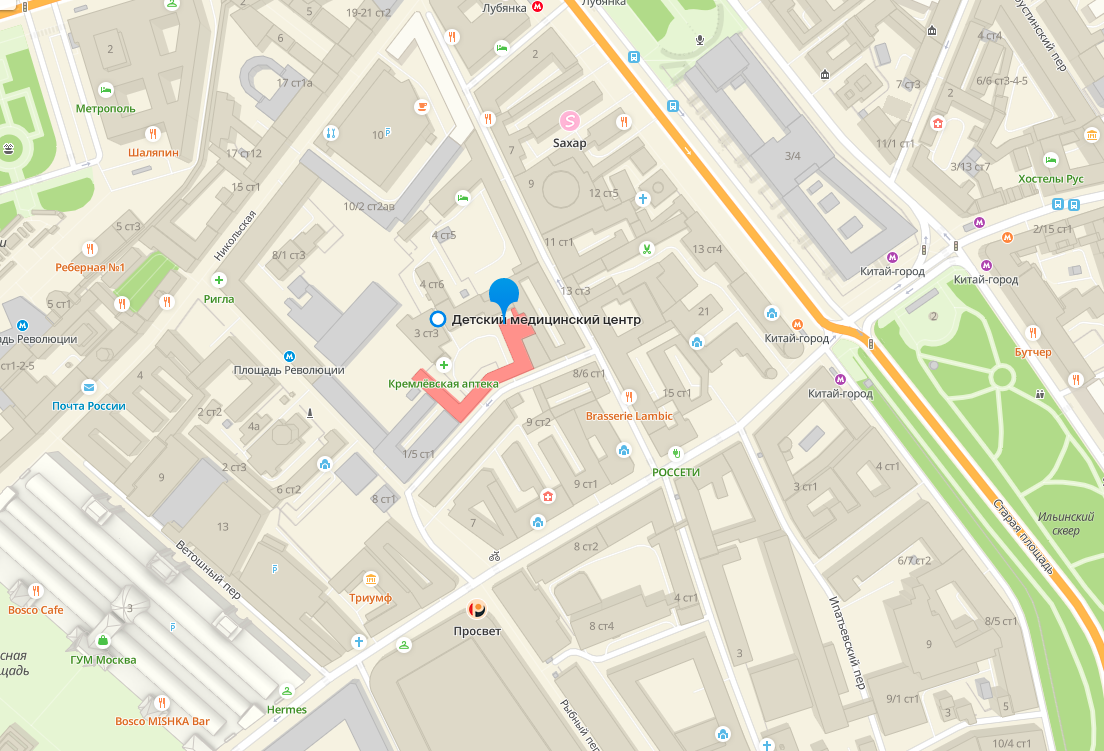 19-21 ст2
Лубянка
Лубянка
6
5
2
2
4 ст4
7 ст3
6/6 ст3-4-5
2
17 ст1а
Метрополь
Шаляпин
10
7
Saxap
17 ст12
3/4
11/1 ст1
3/13 ст7
Хостелы Рус
15 ст1
10/2 ст2ав
9
12 ст5
5 ст3
Никольская
4 ст5
11 ст1
13 ст4
2/15 ст1
Реберная №1
8/1 ст3
Китай-город
Китай-город
Ригла
4 ст6
13 ст3
5 ст1
21
2
3 ст3
Детский медицинский центр
Китай-город
Площадь Революции
Бутчер
Кремлёвская аптека
8/6 ст1
15 ст1
Китай-город
Почта России
2 ст2
4а
9 ст2
Brasserie Lambic
1/5 ст1
2 ст3
9
6 ст2
8 ст1
9 ст1
РОССЕТИ
3 ст1
4 ст1
13
7
Старая площадь
Ильинский
сквер
8 ст2
6/7 ст2
Ветошный пер
Триумф
4 ст1
Bosco Cafe
3
Просвет
8 ст4
Ипатьевский пер
8/5 ст1
9
ГУМ Москва
3
Hermes
9/1 ст1
Bosco MISHKA Bar
Рыбный пер
3
5
10/4 ст1